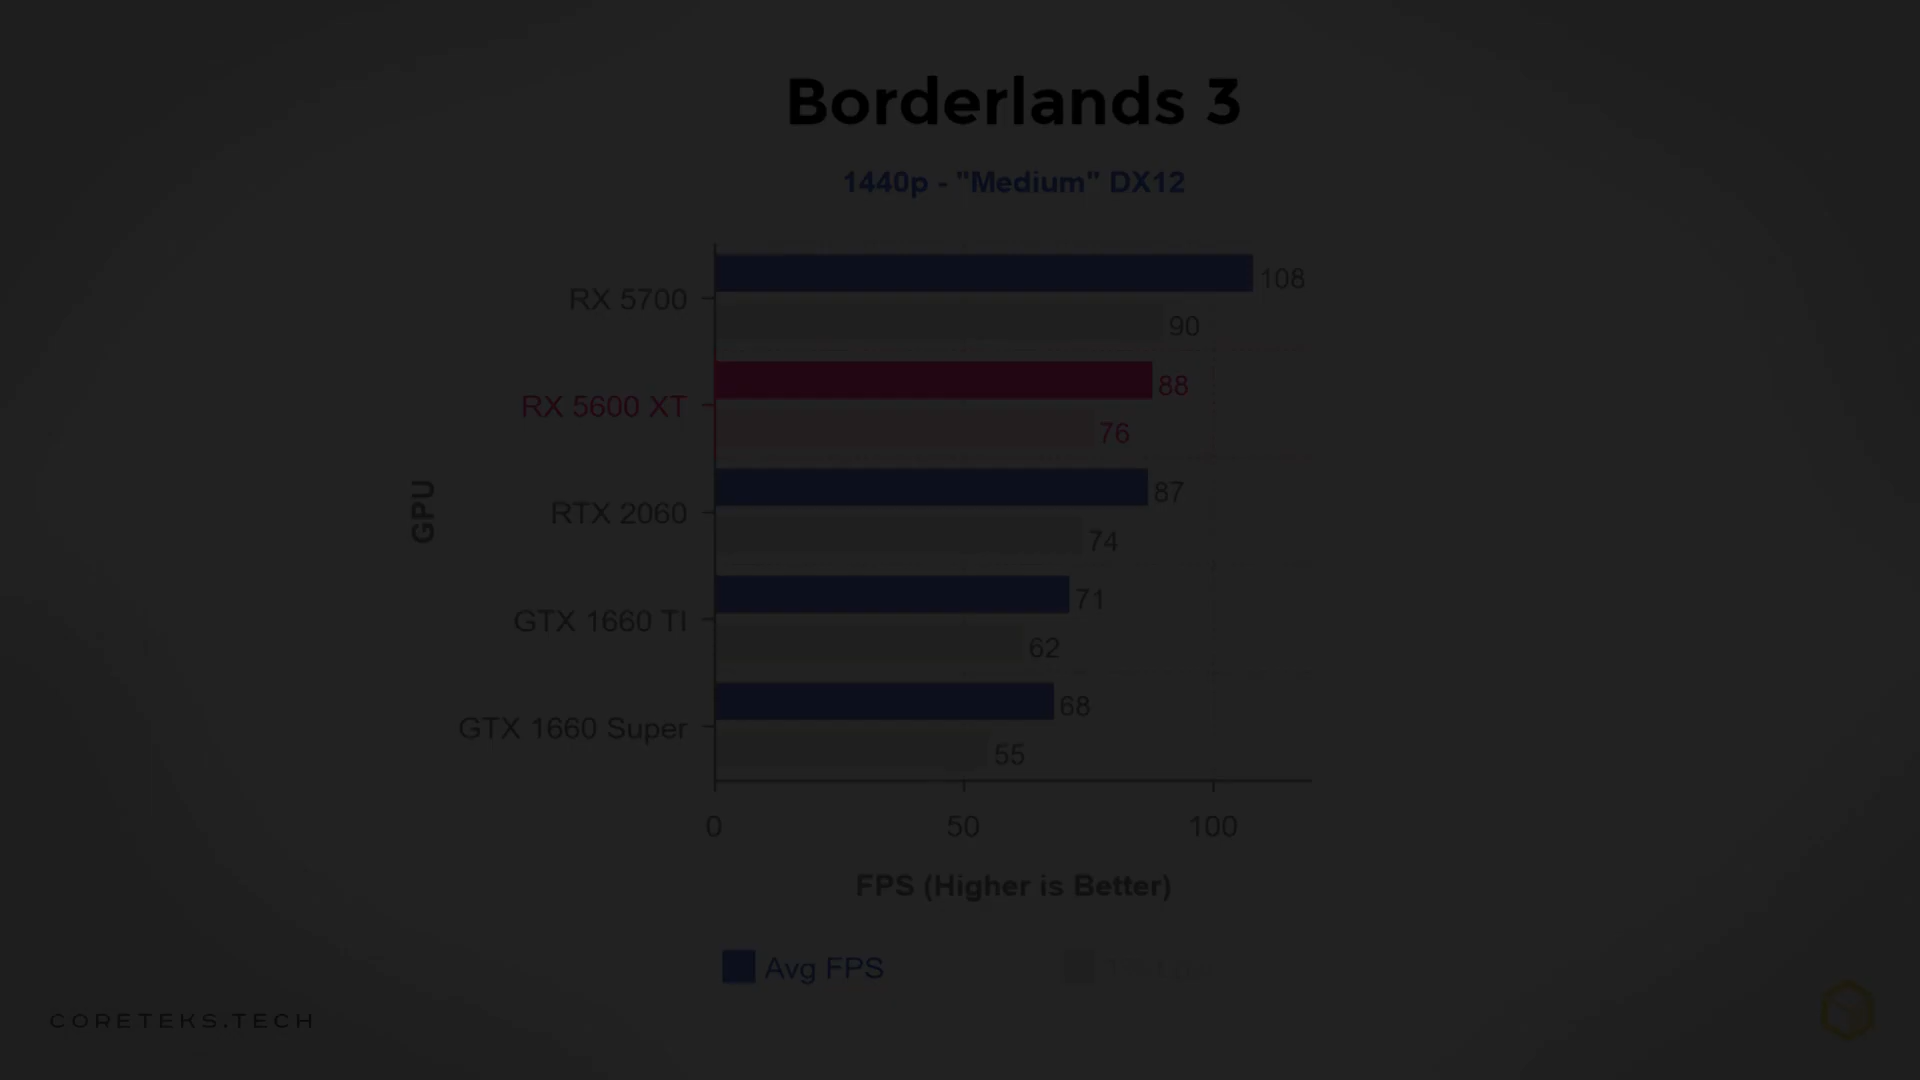 Borderlands 3
1440p - "Medium" DX12
108
RX 5700
90
88
RX 5600 XT
76
87
RTX 2060
74
71
GTX 1660 TI
62
68
GTX 1660 Super
55
GPU
0 50 100
FPS (Higher is Better)
Avg FPS
CORETEKS.TECH